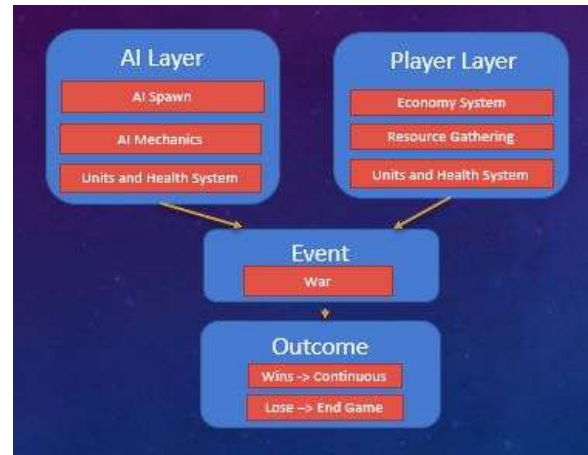 AI Layer
AI Spawn
AI Mechanics
Units and Health System
Player Layer
Economy System
Resource Gathering
Units and Health System
Event
War
Outcome
Wins -> Continuous
Lose –> End Game